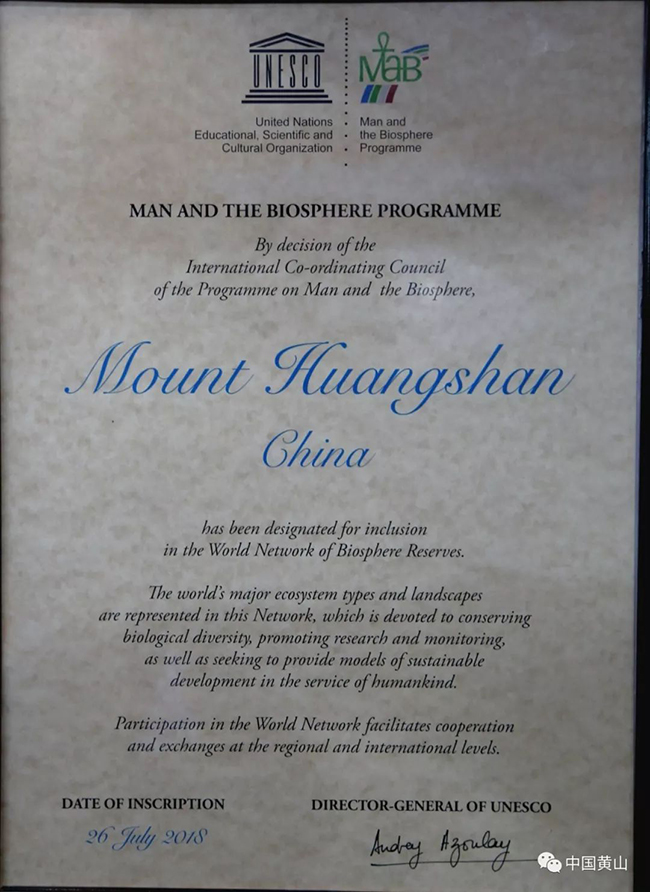 UNESCO
MaB
United Nations
Educational, Scientific and
Cultural Organization
Man and
the Biosphere
Programme
MAN AND THE BIOSPHERE PROGRAMME
By decision of the
International Co-ordinating Council
of the Programme on Man and the Biosphere,
Mount Huangshan
China
has been designated for inclusion
in the World Network of Biosphere Reserves.
The world's major ecosystem types and landscapes
are represented in this Network, which is devoted to conserving
biological diversity, promoting research and monitoring,
as well as seeking to provide models of sustainable
development in the service of humankind.
Participation in the World Network facilitates cooperation
and exchanges at the regional and international levels.
DATE OF INSCRIPTION
26 July 2018
DIRECTOR-GENERAL OF UNESCO
Audrey Azoulay
中国黄山